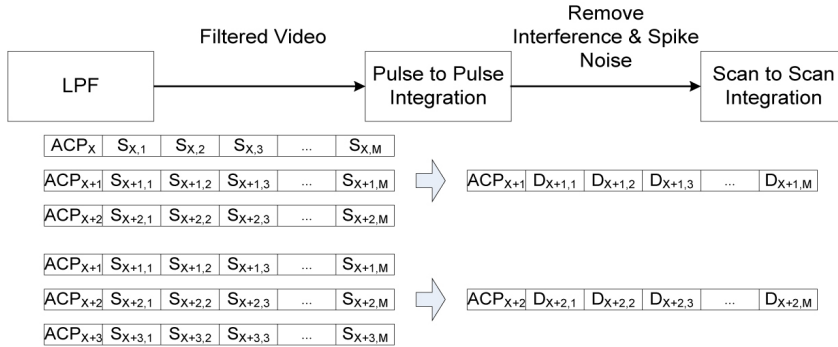 Remove
Filtered Video Interference & Spike
Noise
LPF
Pulse to Pulse
Integration
Scan to Scan
Integration
ACPX SX,1 SX,2 SX,3 ... SX,M
ACPX+1 SX+1,1 SX+1,2 SX+1,3 ... SX+1,M ACPX+1 DX+1,1 DX+1,2 DX+1,3 ... DX+1,M
ACPX+2 SX+2,1 SX+2,2 SX+2,3 ... SX+2,M
ACPX+1 SX+1,1 SX+1,2 SX+1,3 ... SX+1,M
ACPX+2 SX+2,1 SX+2,2 SX+2,3 ... SX+2,M ACPX+2 DX+2,1 DX+2,2 DX+2,3 ... DX+2,M
ACPX+3 SX+3,1 SX+3,2 SX+3,3 ... SX+3,M